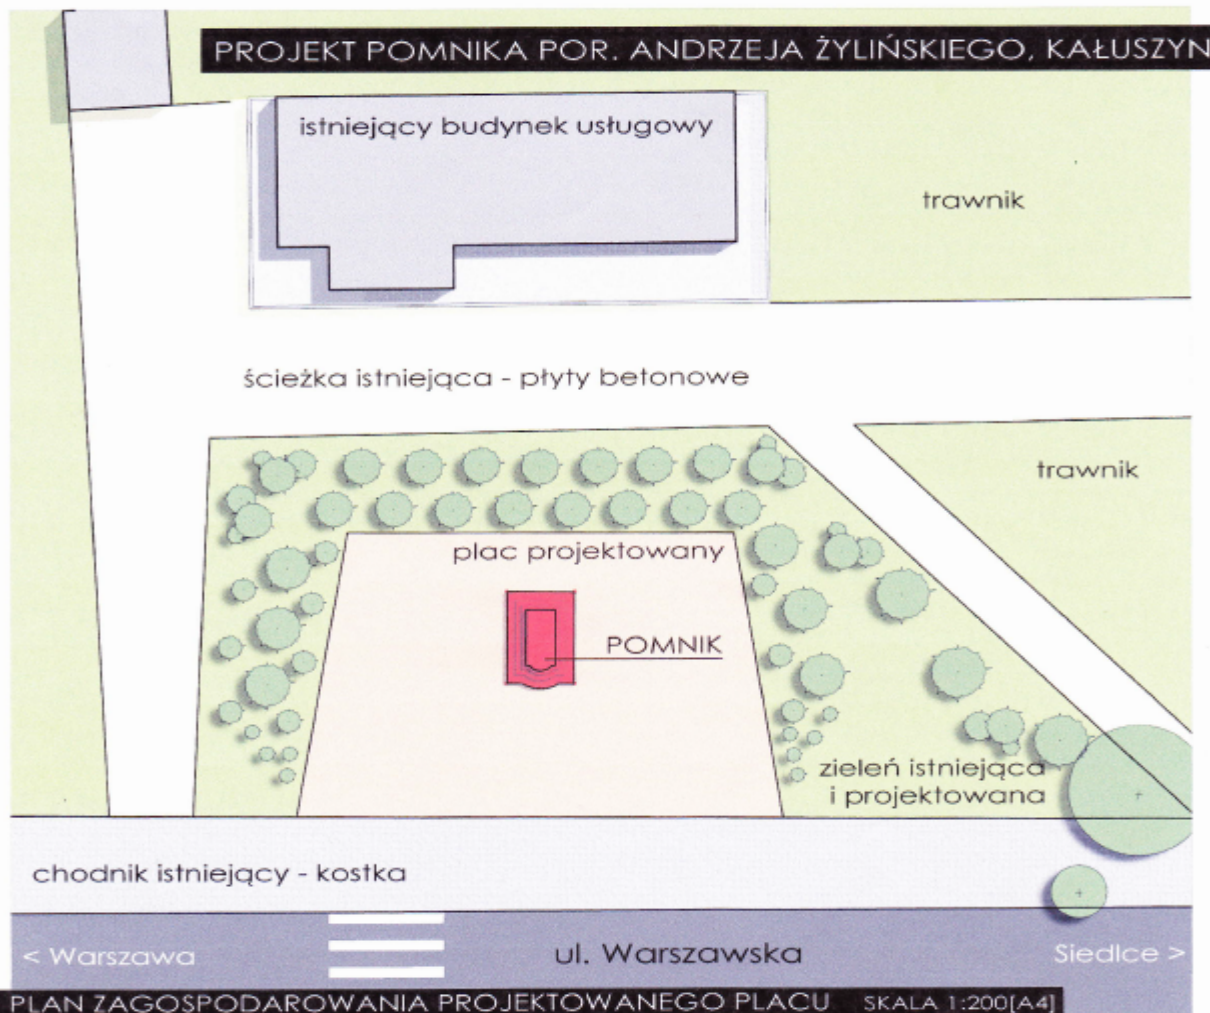 PROJEKT POMNIKA POR. ANDRZEJA ŻYLIŃSKIEGO, KAŁUSZYN
istniejący budynek usługowy
trawnik
ścieżka istniejąca - płyty betonowe
trawnik
plac projektowany
POMNIK
zieleń istniejąca
i projektowana
chodnik istniejący - kostka
< Warszawa
ul. Warszawska
Siedlce >
PLAN ZAGOSPODAROWANIA PROJEKTOWANEGO PLACU SKALA 1:200[A4]